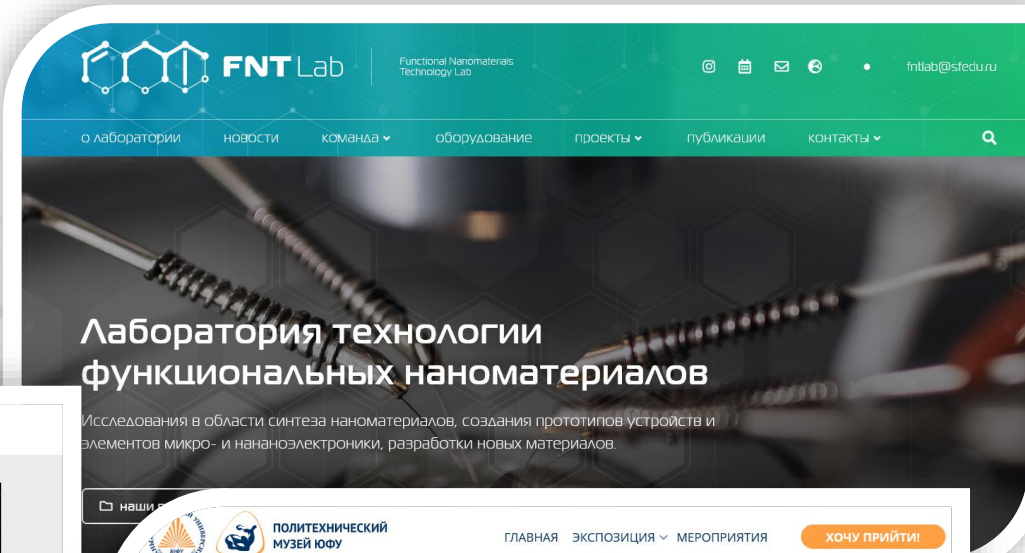 FNT Lab
Functional Nanomaterials
Technology Lab
fntlab@sfedu.ru
о лаборатории новости команда оборудование проекты публикации контакты
Лаборатория технологии
функциональных наноматериалов
Исследования в области синтеза наноматериалов, создания прототипов устройств и
элементов микро- и нананоэлектроники, разработки новых материалов.
наши
ПОЛИТЕХНИЧЕСКИЙ
МУЗЕЙ ЮФУ
ГЛАВНАЯ ЭКСПОЗИЦИЯ МЕРОПРИЯТИЯ
ХОЧУ ПРИЙТИ!